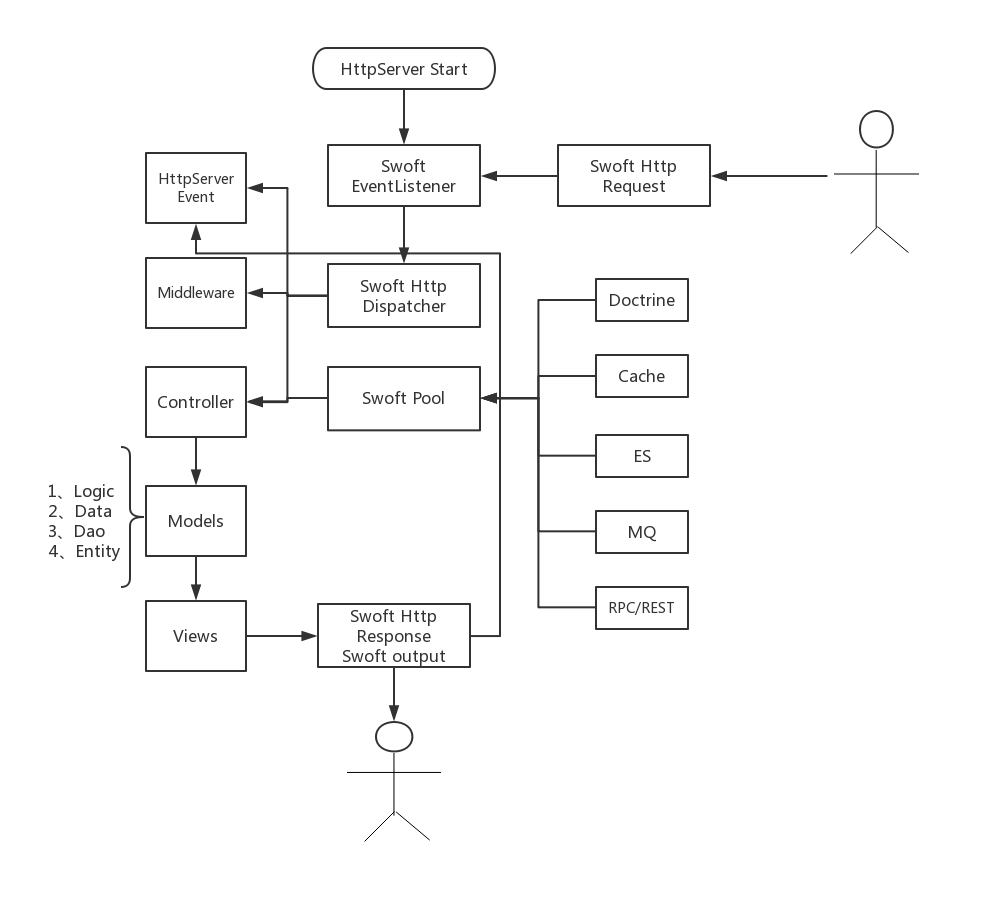 HttpServer Start
Swoft
EventListener
Swoft Http
Request
HttpServer
Event
Middleware
Swoft Http
Dispatcher
Doctrine
Cache
Controller
Swoft Pool
ES
1、Logic
2、Data
3、Dao
4、Entity
Models
MQ
RPC/REST
Views
Swoft Http
Response
Swoft output